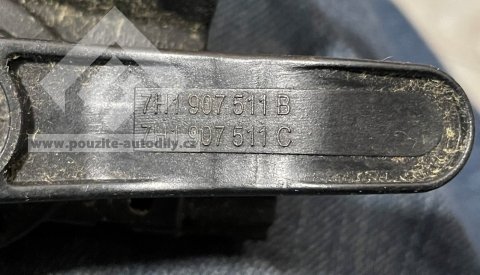 7H1 907 511 B
7H1 907 511 C
www.pouzite-autodily.cz